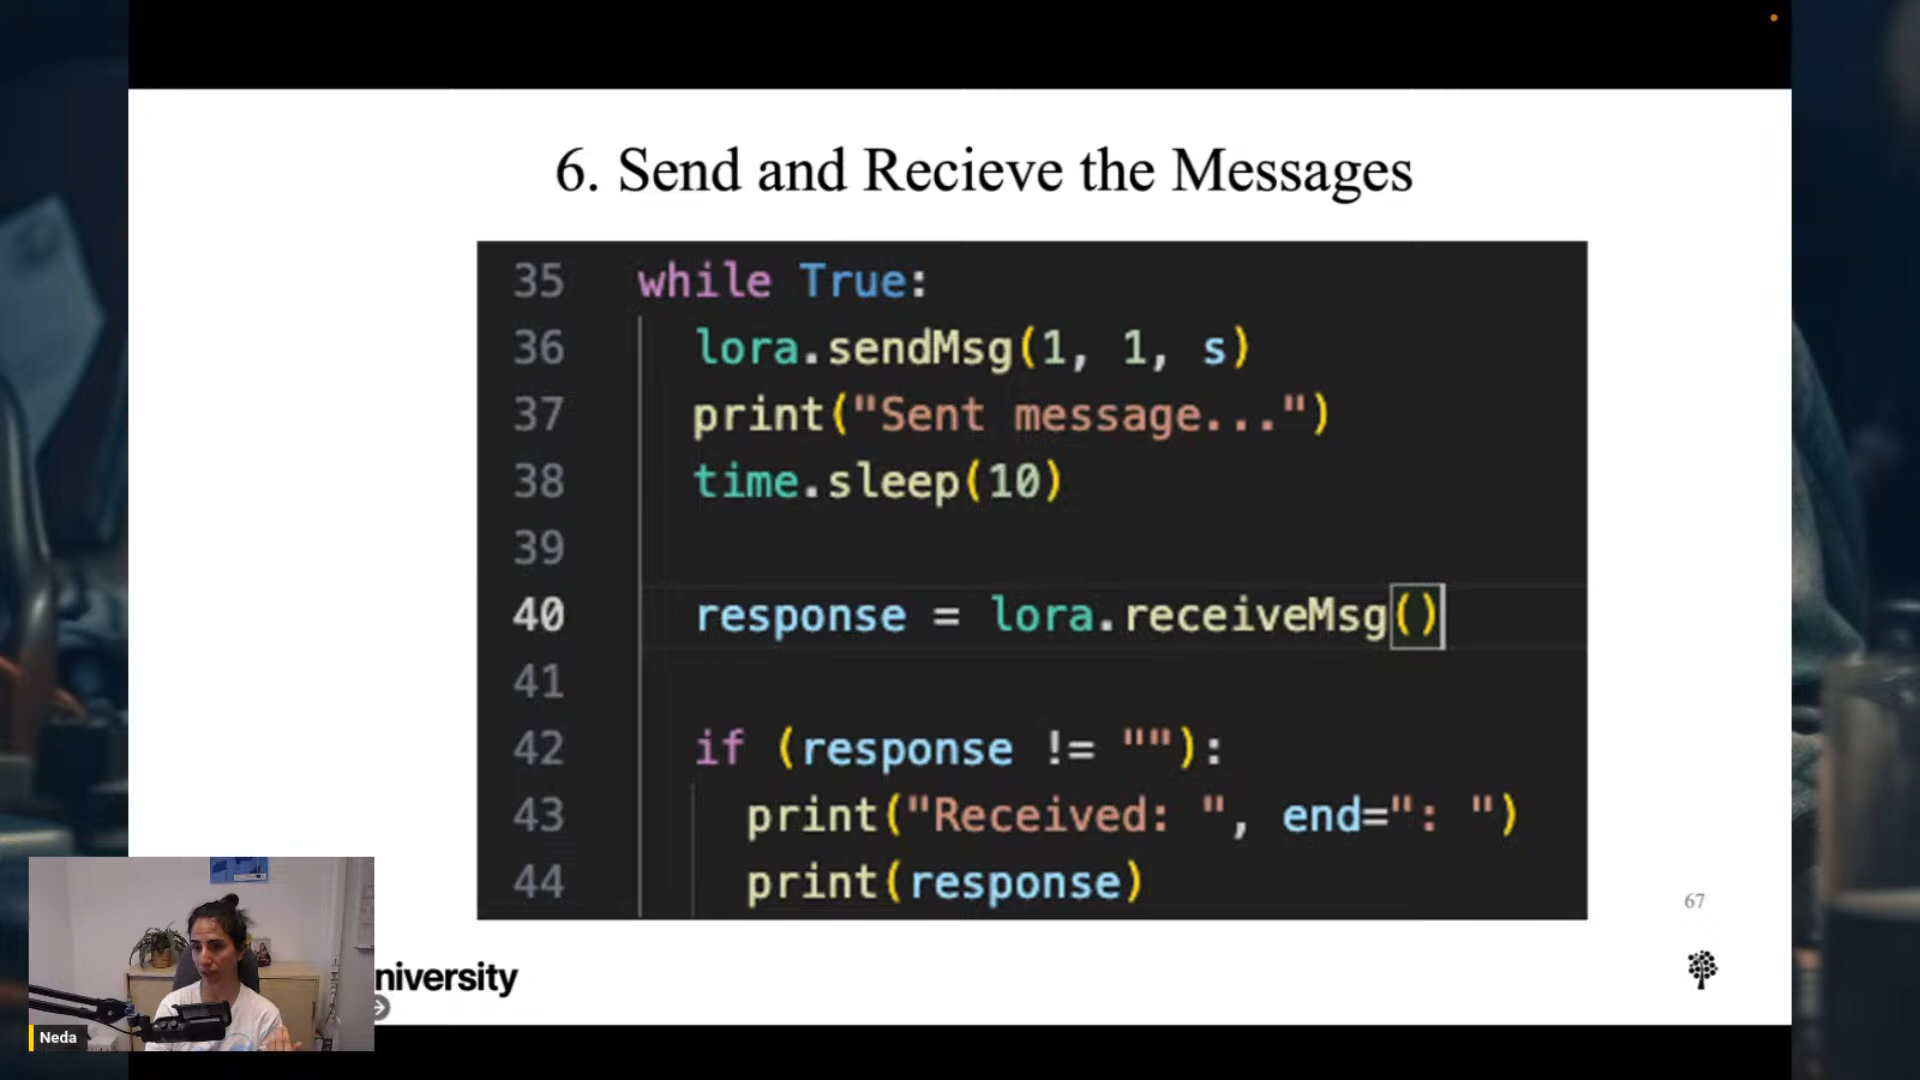 6. Send and Recieve the Messages
35 while True:
36 lora.sendMsg(1, 1, s)
37 print("Sent message...")
38 time.sleep(10)
39
40 response = lora.receiveMsg()
41
42 if (response != ""):
43 print("Received: ", end=": ")
44 print(response)
67
niversity
Neda